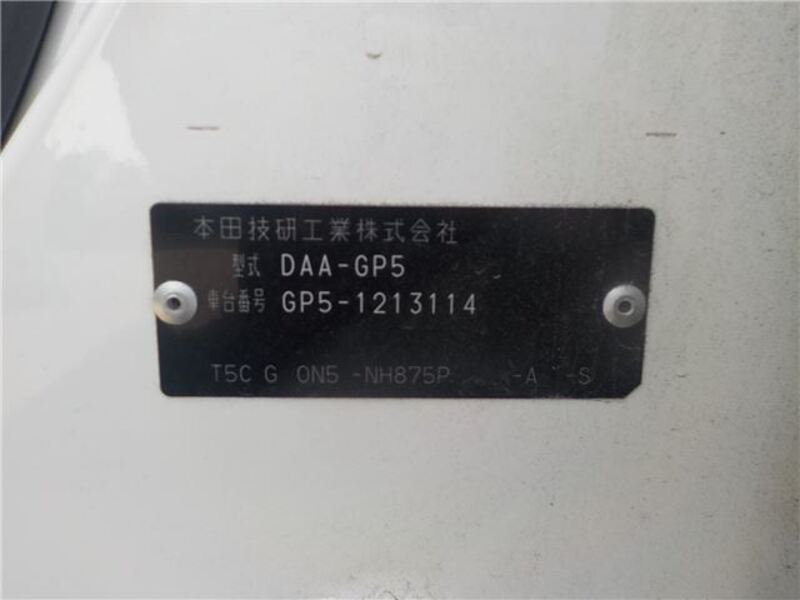 本田技研工業株式会社
型式 DAA-GP5
車台番号 GP5-1213114
T5C G 0N5 -NH875P -A -S